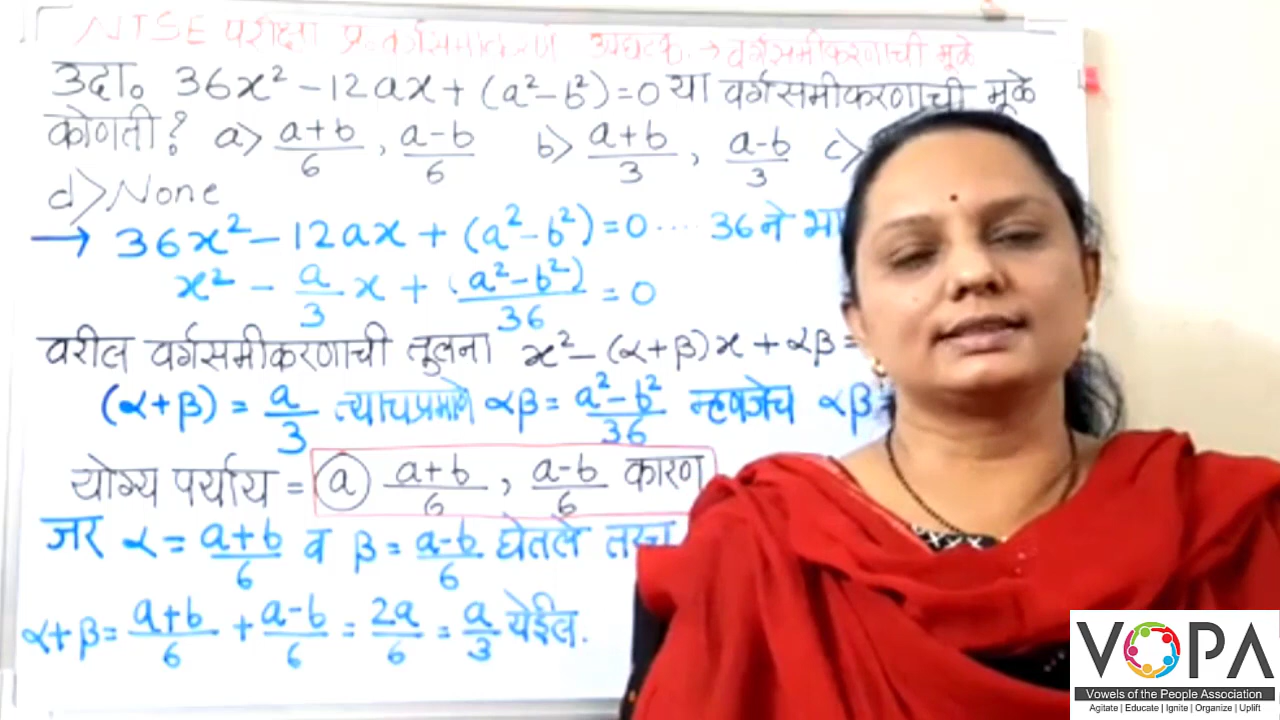 NTSE परीक्षा प्र. वर्गसमीकरणे उपघटक → वर्गसमीकरणाची मूळे
उदा० 36x² - 12ax + (a² - b²) = 0 या वर्गसमीकरणाची मूळे
कोणती? a> (a+b)/6 , (a-b)/6 b> (a+b)/3 , (a-b)/3 c>
d> None
→ 36x² - 12ax + (a² - b²) = 0 .... 36 ने
x² - (a/3)x + (a² - b²)/36 = 0
वरील वर्गसमीकरणाची तूलना x² - (α+β)x + αβ =
(α+β) = a/3 त्याचप्रमाणे αβ = (a² - b²)/36 म्हणजेच αβ
योग्य पर्याय = (a) (a+b)/6 , (a-b)/6 कारण
जर α = (a+b)/6 व β = (a-b)/6 घेतले तरच
α+β = (a+b)/6 + (a-b)/6 = 2a/6 = a/3 येईल.
VOPA
Vowels of the People Association
Agitate | Educate | Ignite | Organize | Uplift